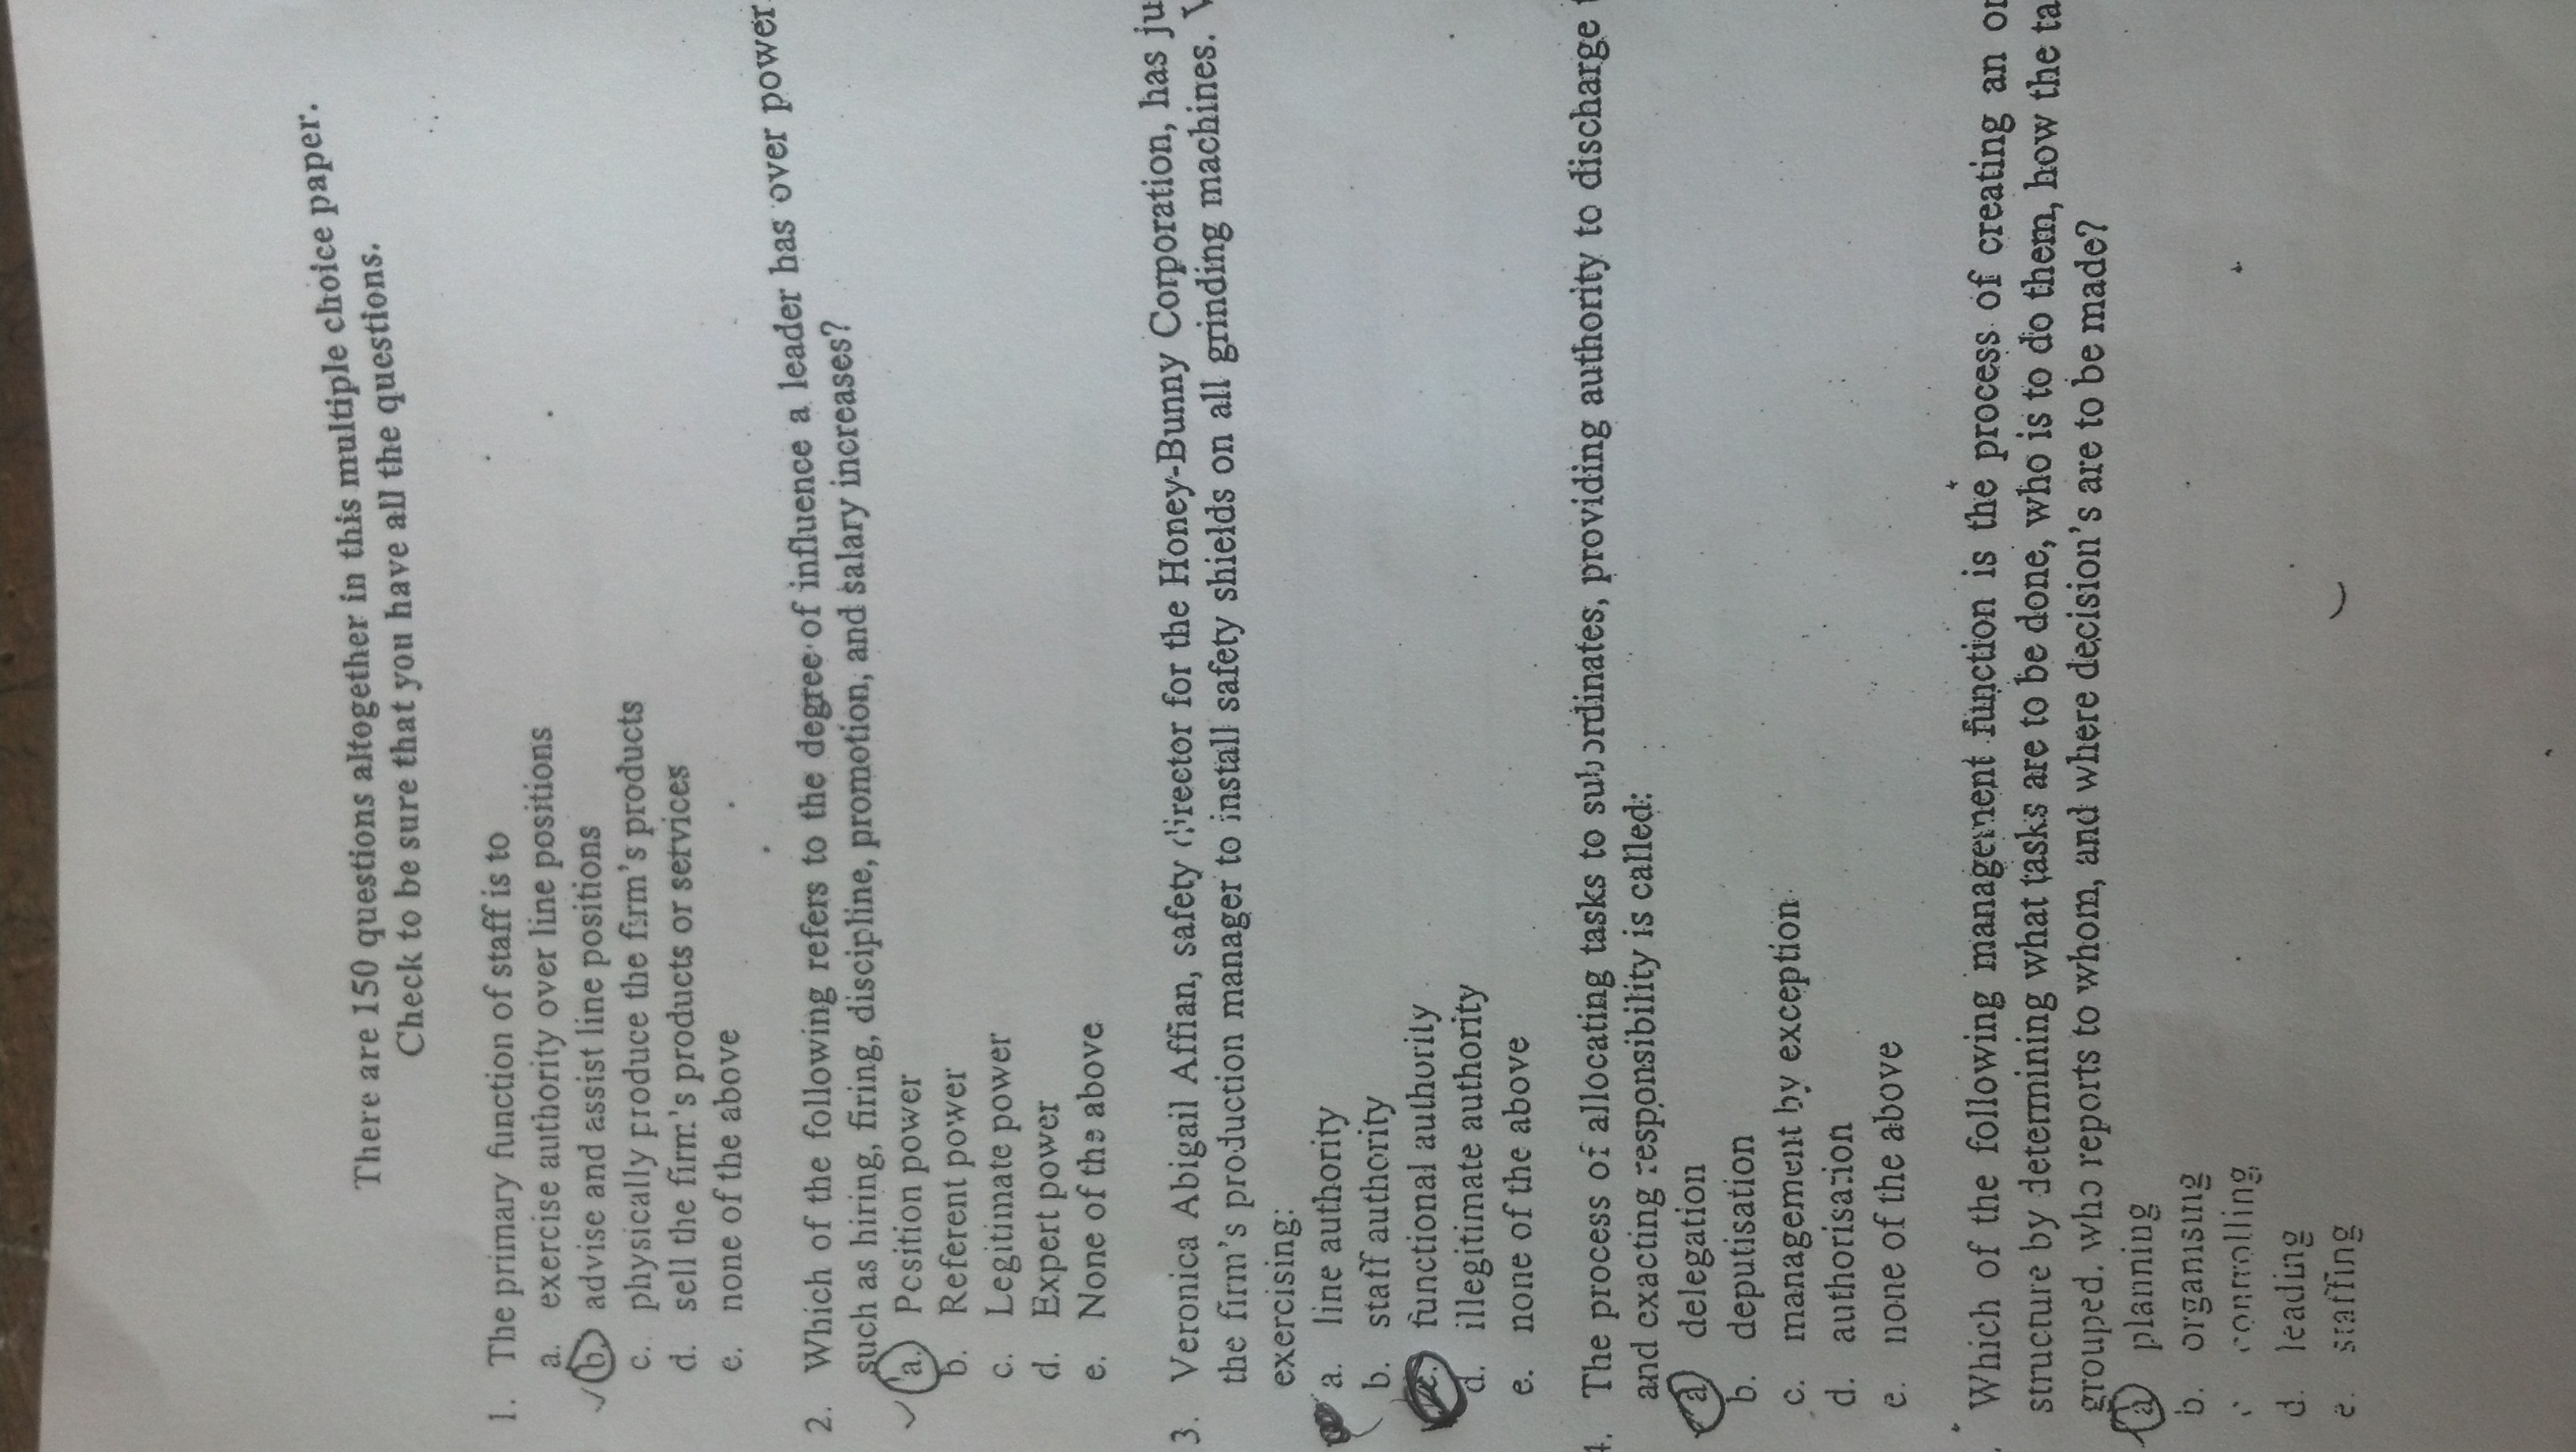 There are 150 questions altogether in this multiple choice paper.
Check to be sure that you have all the questions.
1. The primary function of staff is to
a. exercise authority over line positions
b. advise and assist line positions
c. physically produce the firm's products
d. sell the firm's products or services
e. none of the above
2. Which of the following refers to the degree of influence a leader has over power
such as hiring, firing, discipline, promotion, and salary increases?
a. Position power
b. Referent power
c. Legitimate power
d. Expert power
e. None of the above
3. Veronica Abigail Affian, safety director for the Honey-Bunny Corporation, has ju
the firm's production manager to install safety shields on all grinding machines.
exercising:
a. line authority
b. staff authority
c. functional authority
d. illegitimate authority
e. none of the above
4. The process of allocating tasks to subordinates, providing authority to discharge
and exacting responsibility is called:
a delegation
b. deputisation
c. management by exception
d. authorisation
e. none of the above
Which of the following management function is the process of creating an or
structure by determining what tasks are to be done, who is to do them, how the ta
grouped. who reports to whom, and where decision's are to be made?
a planning
b. organising
c controlling
d. leading
e. staffing